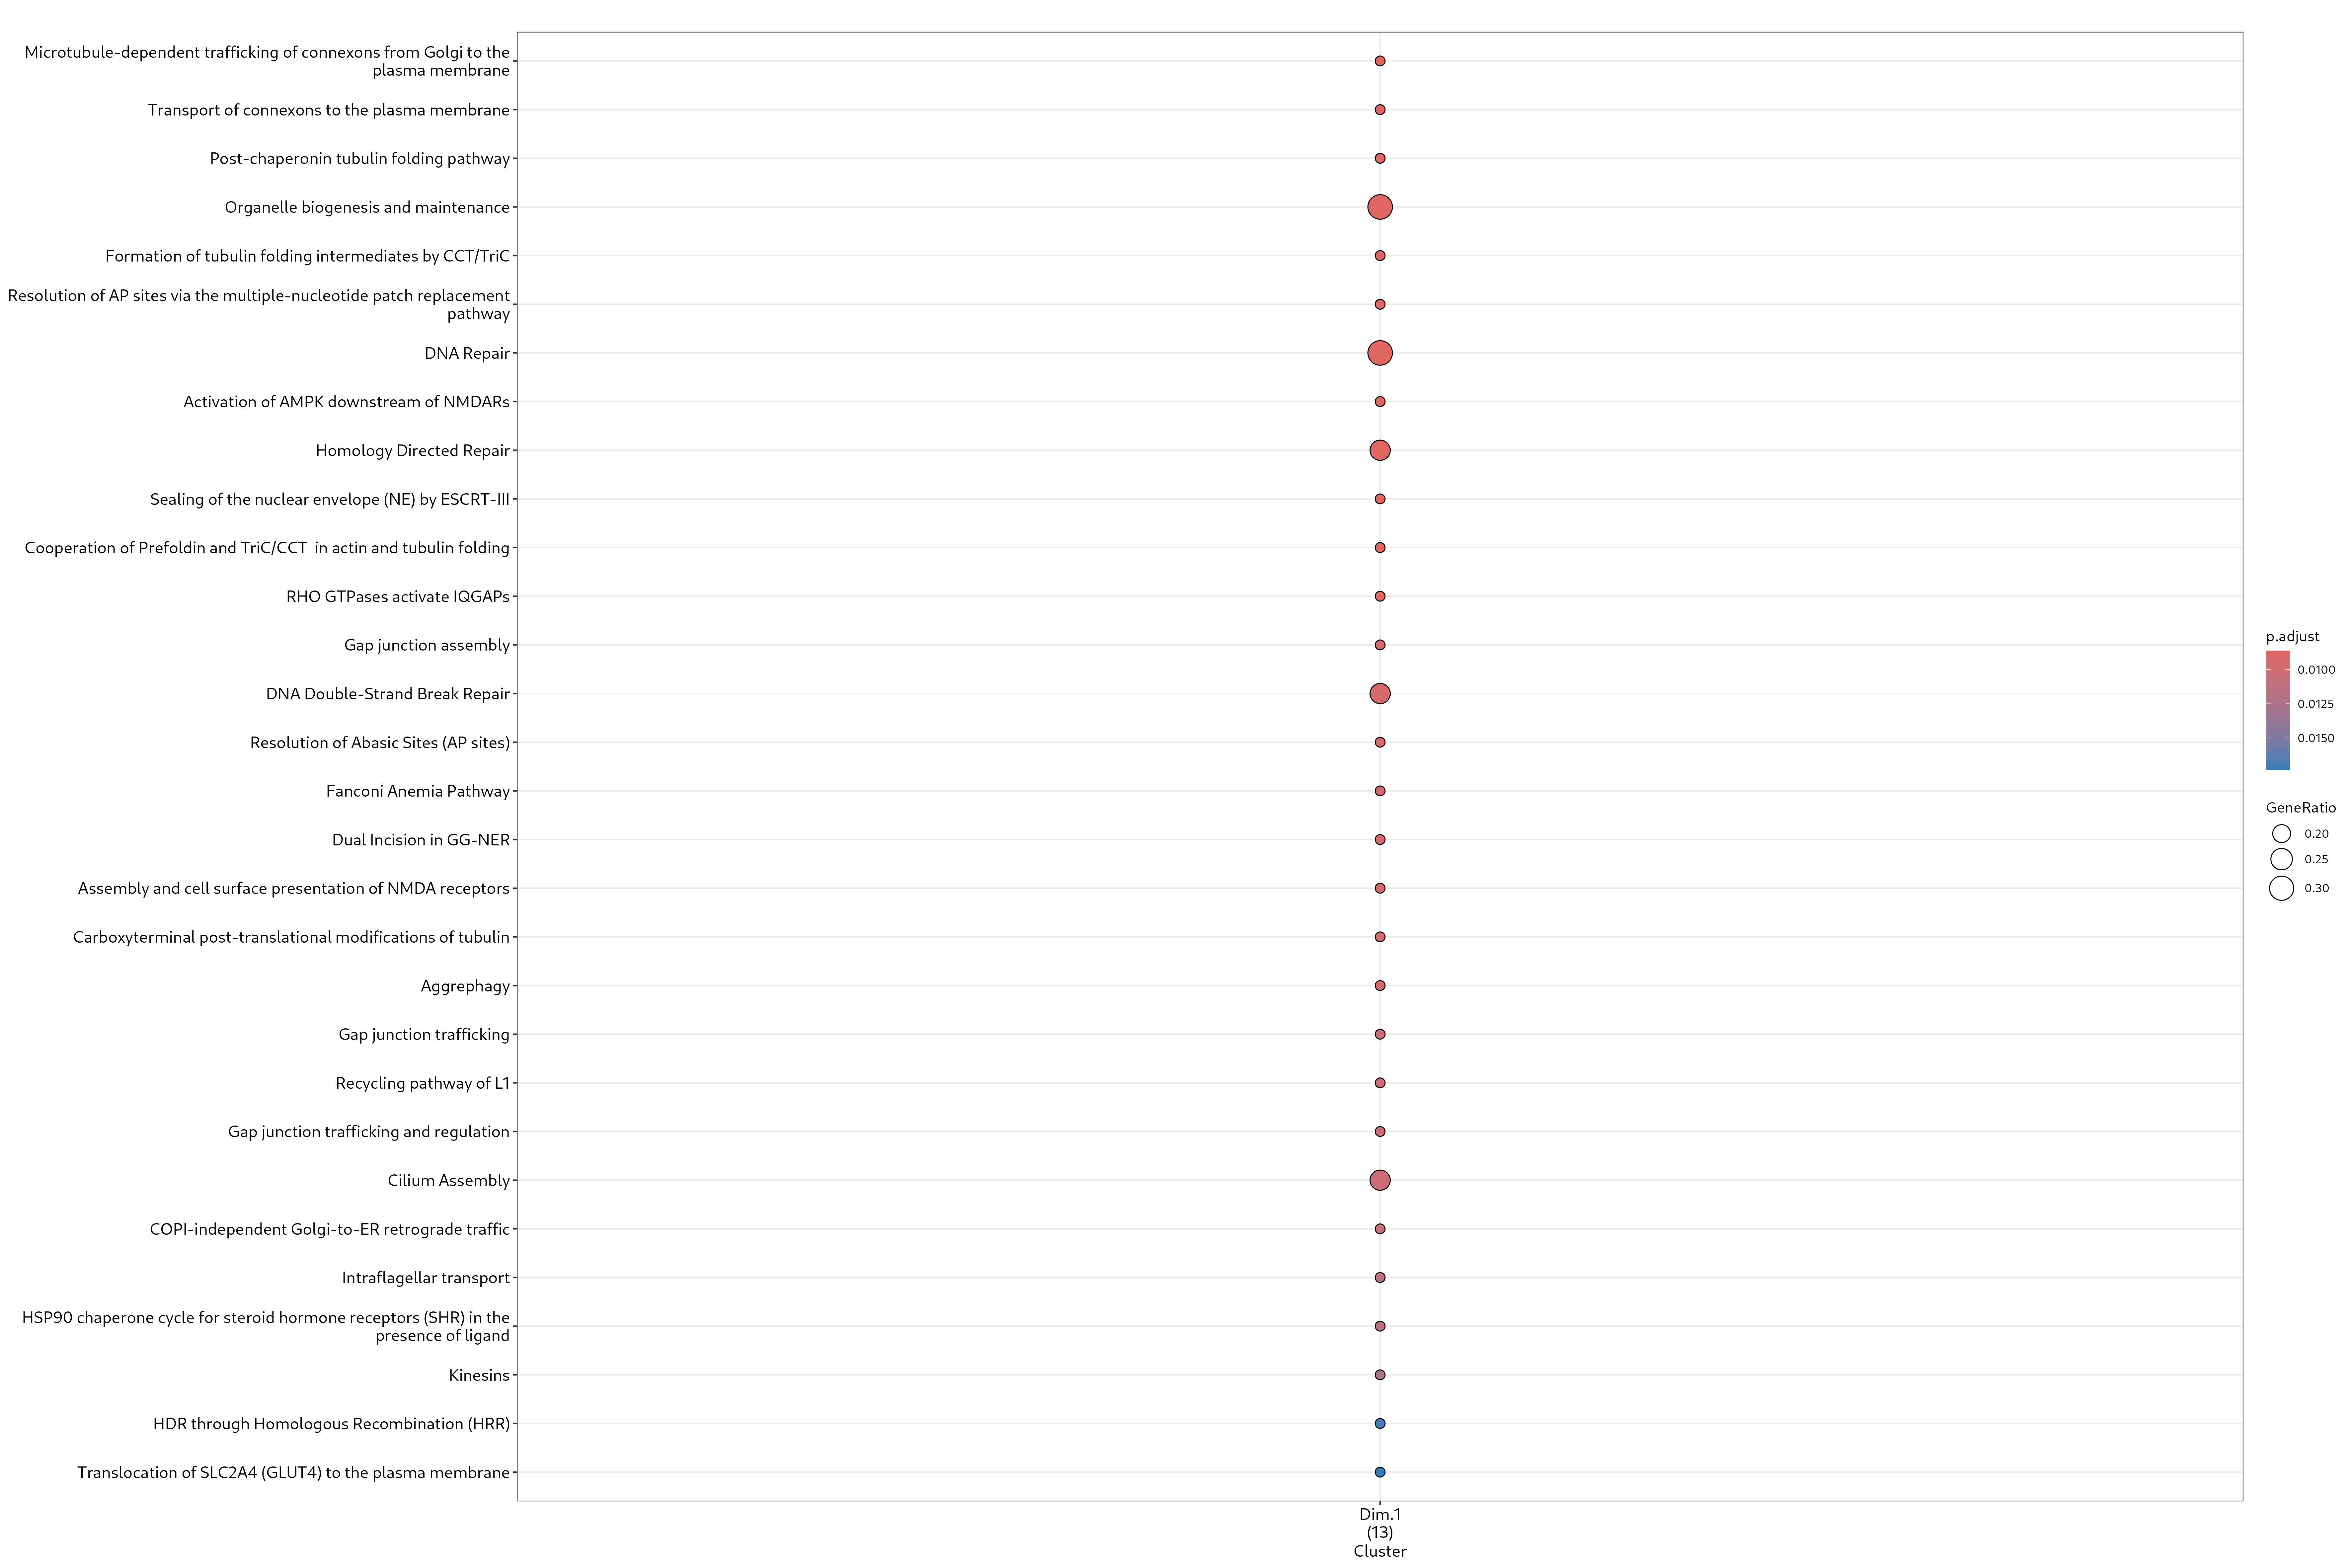 Microtubule-dependent trafficking of connexons from Golgi to the
plasma membrane
Transport of connexons to the plasma membrane
Post-chaperonin tubulin folding pathway
Organelle biogenesis and maintenance
Formation of tubulin folding intermediates by CCT/TriC
Resolution of AP sites via the multiple-nucleotide patch replacement
pathway
DNA Repair
Activation of AMPK downstream of NMDARs
Homology Directed Repair
Sealing of the nuclear envelope (NE) by ESCRT-III
Cooperation of Prefoldin and TriC/CCT  in actin and tubulin folding
RHO GTPases activate IQGAPs
Gap junction assembly
DNA Double-Strand Break Repair
Resolution of Abasic Sites (AP sites)
Fanconi Anemia Pathway
Dual Incision in GG-NER
Assembly and cell surface presentation of NMDA receptors
Carboxyterminal post-translational modifications of tubulin
Aggrephagy
Gap junction trafficking
Recycling pathway of L1
Gap junction trafficking and regulation
Cilium Assembly
COPI-independent Golgi-to-ER retrograde traffic
Intraflagellar transport
HSP90 chaperone cycle for steroid hormone receptors (SHR) in the
presence of ligand
Kinesins
HDR through Homologous Recombination (HRR)
Translocation of SLC2A4 (GLUT4) to the plasma membrane
Dim.1
(13)
Cluster
p.adjust
0.0100
0.0125
0.0150
GeneRatio
0.20
0.25
0.30